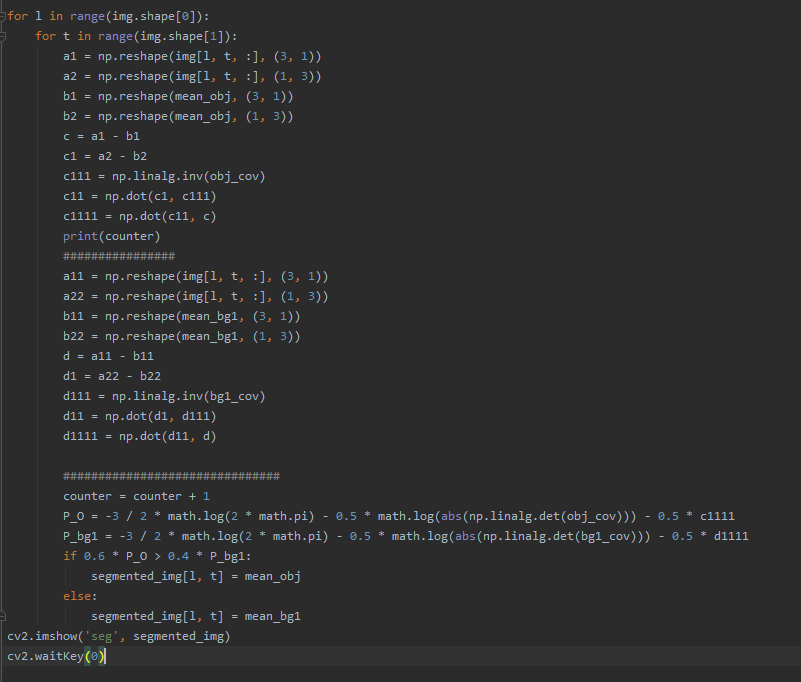 for l in range(img.shape[0]):
    for t in range(img.shape[1]):
        a1 = np.reshape(img[l, t, :], (3, 1))
        a2 = np.reshape(img[l, t, :], (1, 3))
        b1 = np.reshape(mean_obj, (3, 1))
        b2 = np.reshape(mean_obj, (1, 3))
        c = a1 - b1
        c1 = a2 - b2
        c111 = np.linalg.inv(obj_cov)
        c11 = np.dot(c1, c111)
        c1111 = np.dot(c11, c)
        print(counter)
        ################
        a11 = np.reshape(img[l, t, :], (3, 1))
        a22 = np.reshape(img[l, t, :], (1, 3))
        b11 = np.reshape(mean_bg1, (3, 1))
        b22 = np.reshape(mean_bg1, (1, 3))
        d = a11 - b11
        d1 = a22 - b22
        d111 = np.linalg.inv(bg1_cov)
        d11 = np.dot(d1, d111)
        d1111 = np.dot(d11, d)
        ###############################
        counter = counter + 1
        P_O = -3 / 2 * math.log(2 * math.pi) - 0.5 * math.log(abs(np.linalg.det(obj_cov))) - 0.5 * c1111
        P_bg1 = -3 / 2 * math.log(2 * math.pi) - 0.5 * math.log(abs(np.linalg.det(bg1_cov))) - 0.5 * d1111
        if 0.6 * P_O > 0.4 * P_bg1:
            segmented_img[l, t] = mean_obj
        else:
            segmented_img[l, t] = mean_bg1
cv2.imshow('seg', segmented_img)
cv2.waitKey(0)